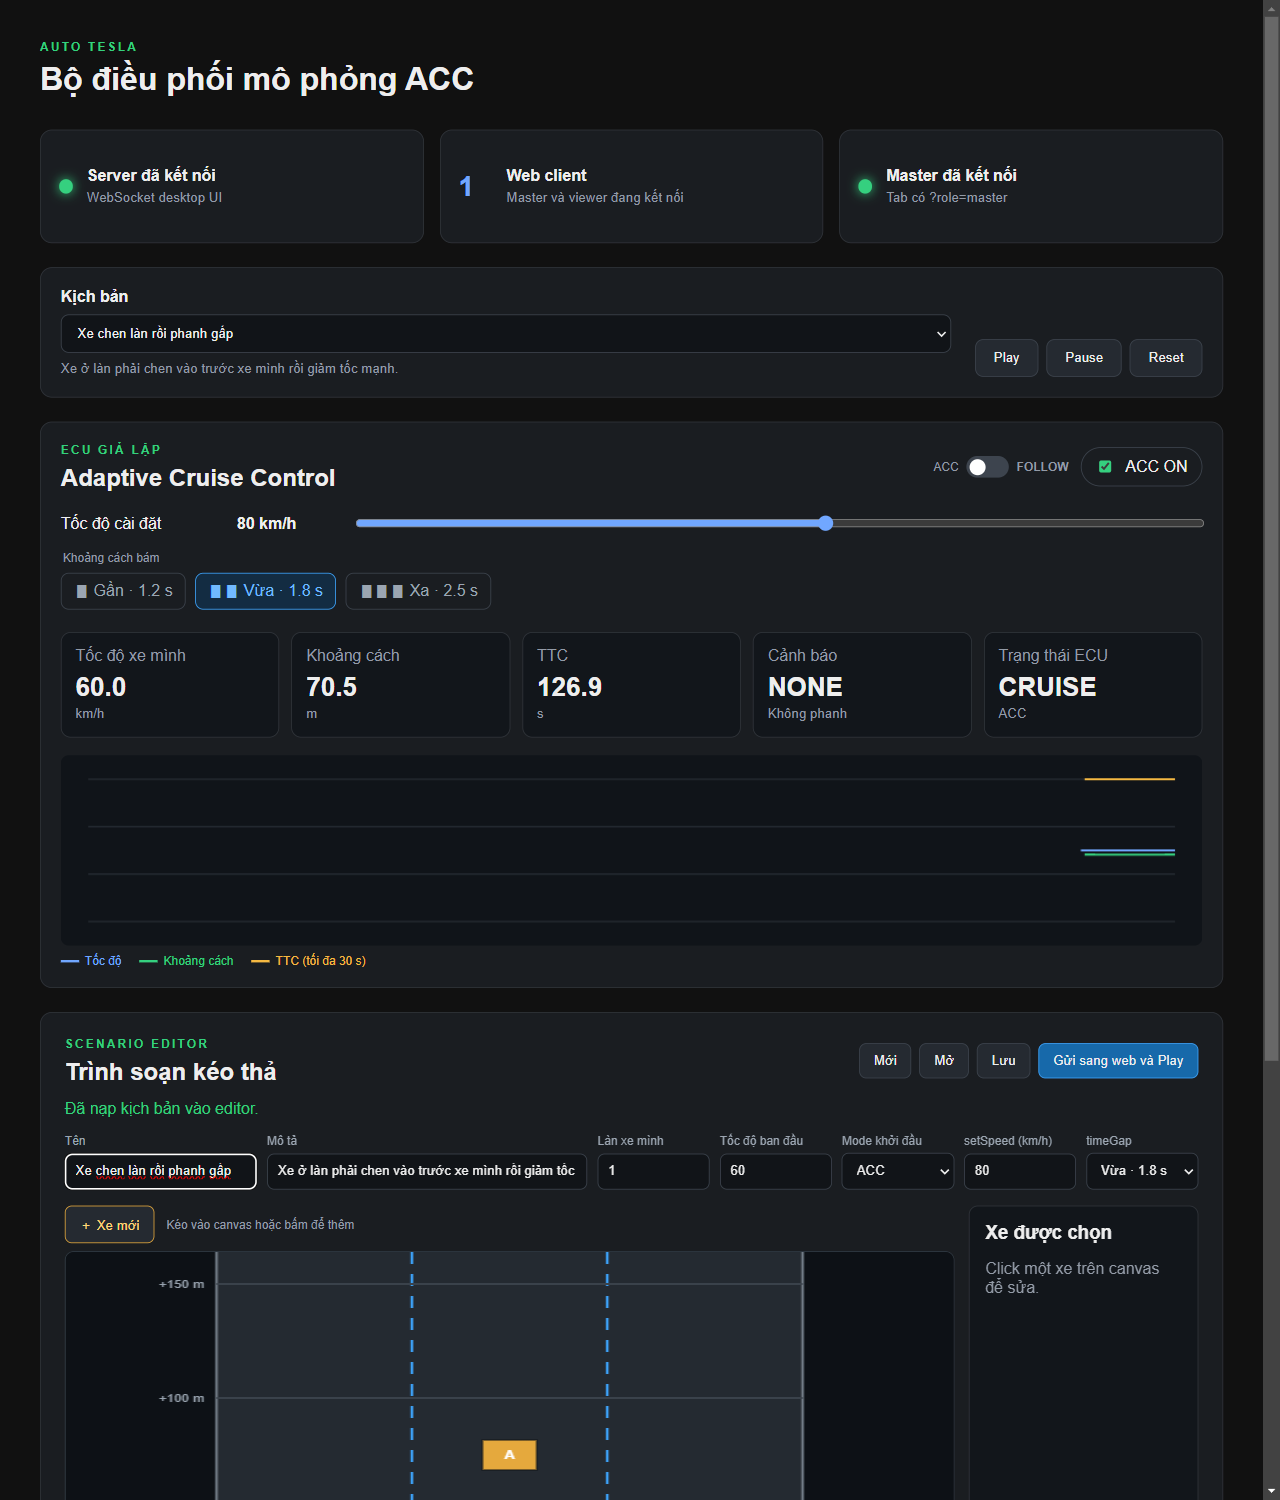 AUTO TESLA
Bộ điều phối mô phỏng ACC
Server đã kết nối
WebSocket desktop UI
1
Web client
Master và viewer đang kết nối
Master đã kết nối
Tab có ?role=master
Kịch bản
Xe chen làn rồi phanh gấp
Xe ở làn phải chen vào trước xe mình rồi giảm tốc mạnh.
Play
Pause
Reset
ECU GIẢ LẬP
Adaptive Cruise Control
ACC
FOLLOW
ACC ON
Tốc độ cài đặt
80 km/h
Khoảng cách bám
Gần · 1.2 s
Vừa · 1.8 s
Xa · 2.5 s
Tốc độ xe mình
60.0
km/h
Khoảng cách
70.5
m
TTC
126.9
s
Cảnh báo
NONE
Không phanh
Trạng thái ECU
CRUISE
ACC
Tốc độ
Khoảng cách
TTC (tối đa 30 s)
SCENARIO EDITOR
Trình soạn kéo thả
Mới
Mở
Lưu
Gửi sang web và Play
Đã nạp kịch bản vào editor.
Tên
Xe chen làn rồi phanh gấp
Mô tả
Xe ở làn phải chen vào trước xe mình rồi giảm tốc
Làn xe mình
1
Tốc độ ban đầu
60
Mode khởi đầu
ACC
setSpeed (km/h)
80
timeGap
Vừa · 1.8 s
+ Xe mới
Kéo vào canvas hoặc bấm để thêm
+150 m
+100 m
A
Xe được chọn
Click một xe trên canvas
để sửa.